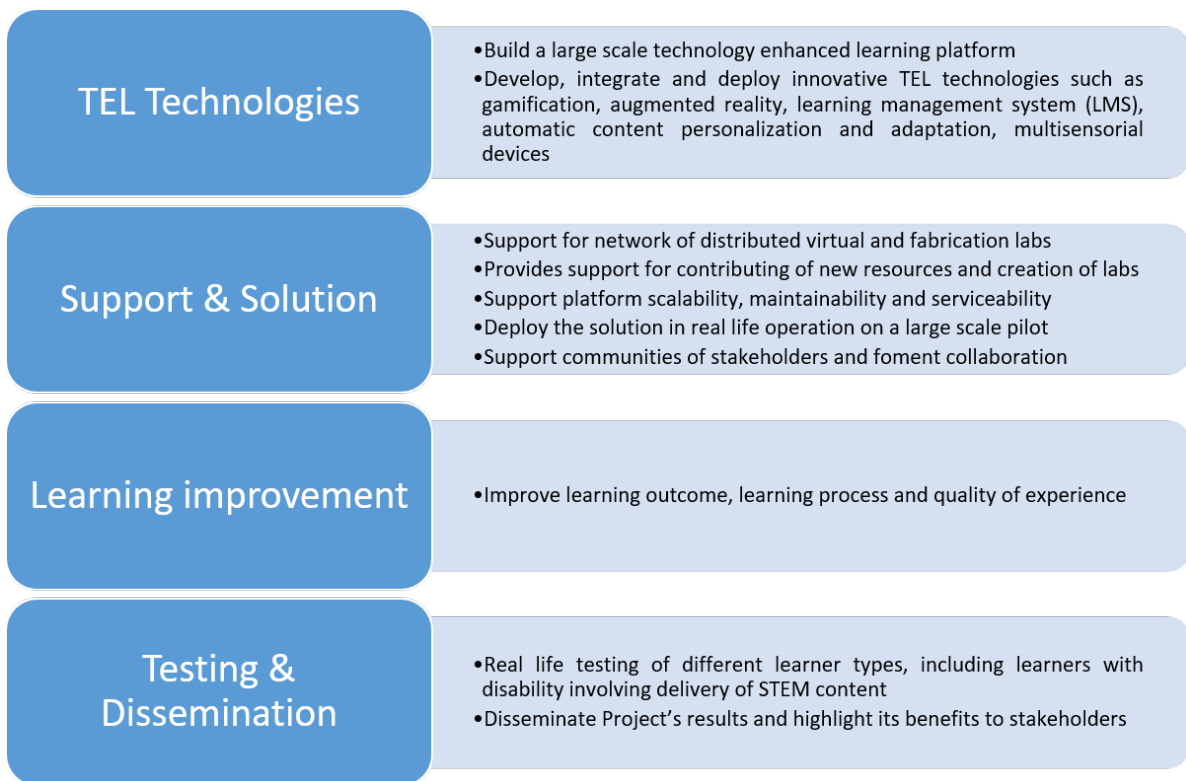 TEL Technologies
•Build a large scale technology enhanced learning platform
•Develop, integrate and deploy innovative TEL technologies such as
gamification, augmented reality, learning management system (LMS),
automatic content personalization and adaptation, multisensorial
devices
Support & Solution
•Support for network of distributed virtual and fabrication labs
•Provides support for contributing of new resources and creation of labs
•Support platform scalability, maintainability and serviceability
•Deploy the solution in real life operation on a large scale pilot
•Support communities of stakeholders and foment collaboration
Learning improvement
•Improve learning outcome, learning process and quality of experience
Testing &
Dissemination
•Real life testing of different learner types, including learners with
disability involving delivery of STEM content
•Disseminate Project's results and highlight its benefits to stakeholders